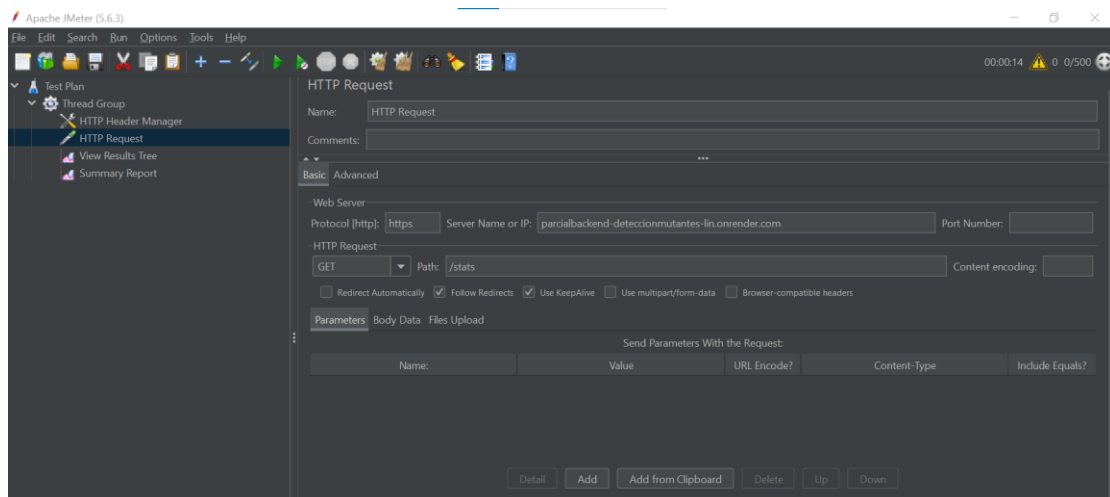 Apache JMeter (5.6.3)
File Edit Search Run Options Tools Help
00:00:14 0 0/500
Test Plan
Thread Group
HTTP Header Manager
HTTP Request
View Results Tree
Summary Report
HTTP Request
Name: HTTP Request
Comments:
Basic Advanced
Web Server
Protocol [http]: https Server Name or IP: parcialbackend-deteccionmutantes-lin.onrender.com Port Number:
HTTP Request
GET Path: /stats Content encoding:
Redirect Automatically Follow Redirects Use KeepAlive Use multipart/form-data Browser-compatible headers
Parameters Body Data Files Upload
Send Parameters With the Request:
Name: Value URL Encode? Content-Type Include Equals?
Detail Add Add from Clipboard Delete Up Down